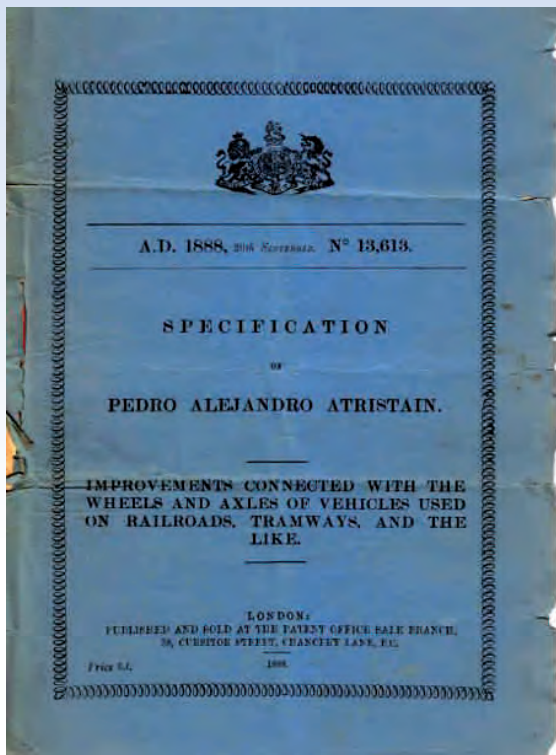 A.D. 1888, 20th SEPTEMBER. N° 13,613.
SPECIFICATION
OF
PEDRO ALEJANDRO ATRISTAIN.
IMPROVEMENTS CONNECTED WITH THE
WHEELS AND AXLES OF VEHICLES USED
ON RAILROADS, TRAMWAYS, AND THE
LIKE.
LONDON:
PUBLISHED AND SOLD AT THE PATENT OFFICE SALE BRANCH,
38, CURSITOR STREET, CHANCERY LANE, E.C.
Price
1888.